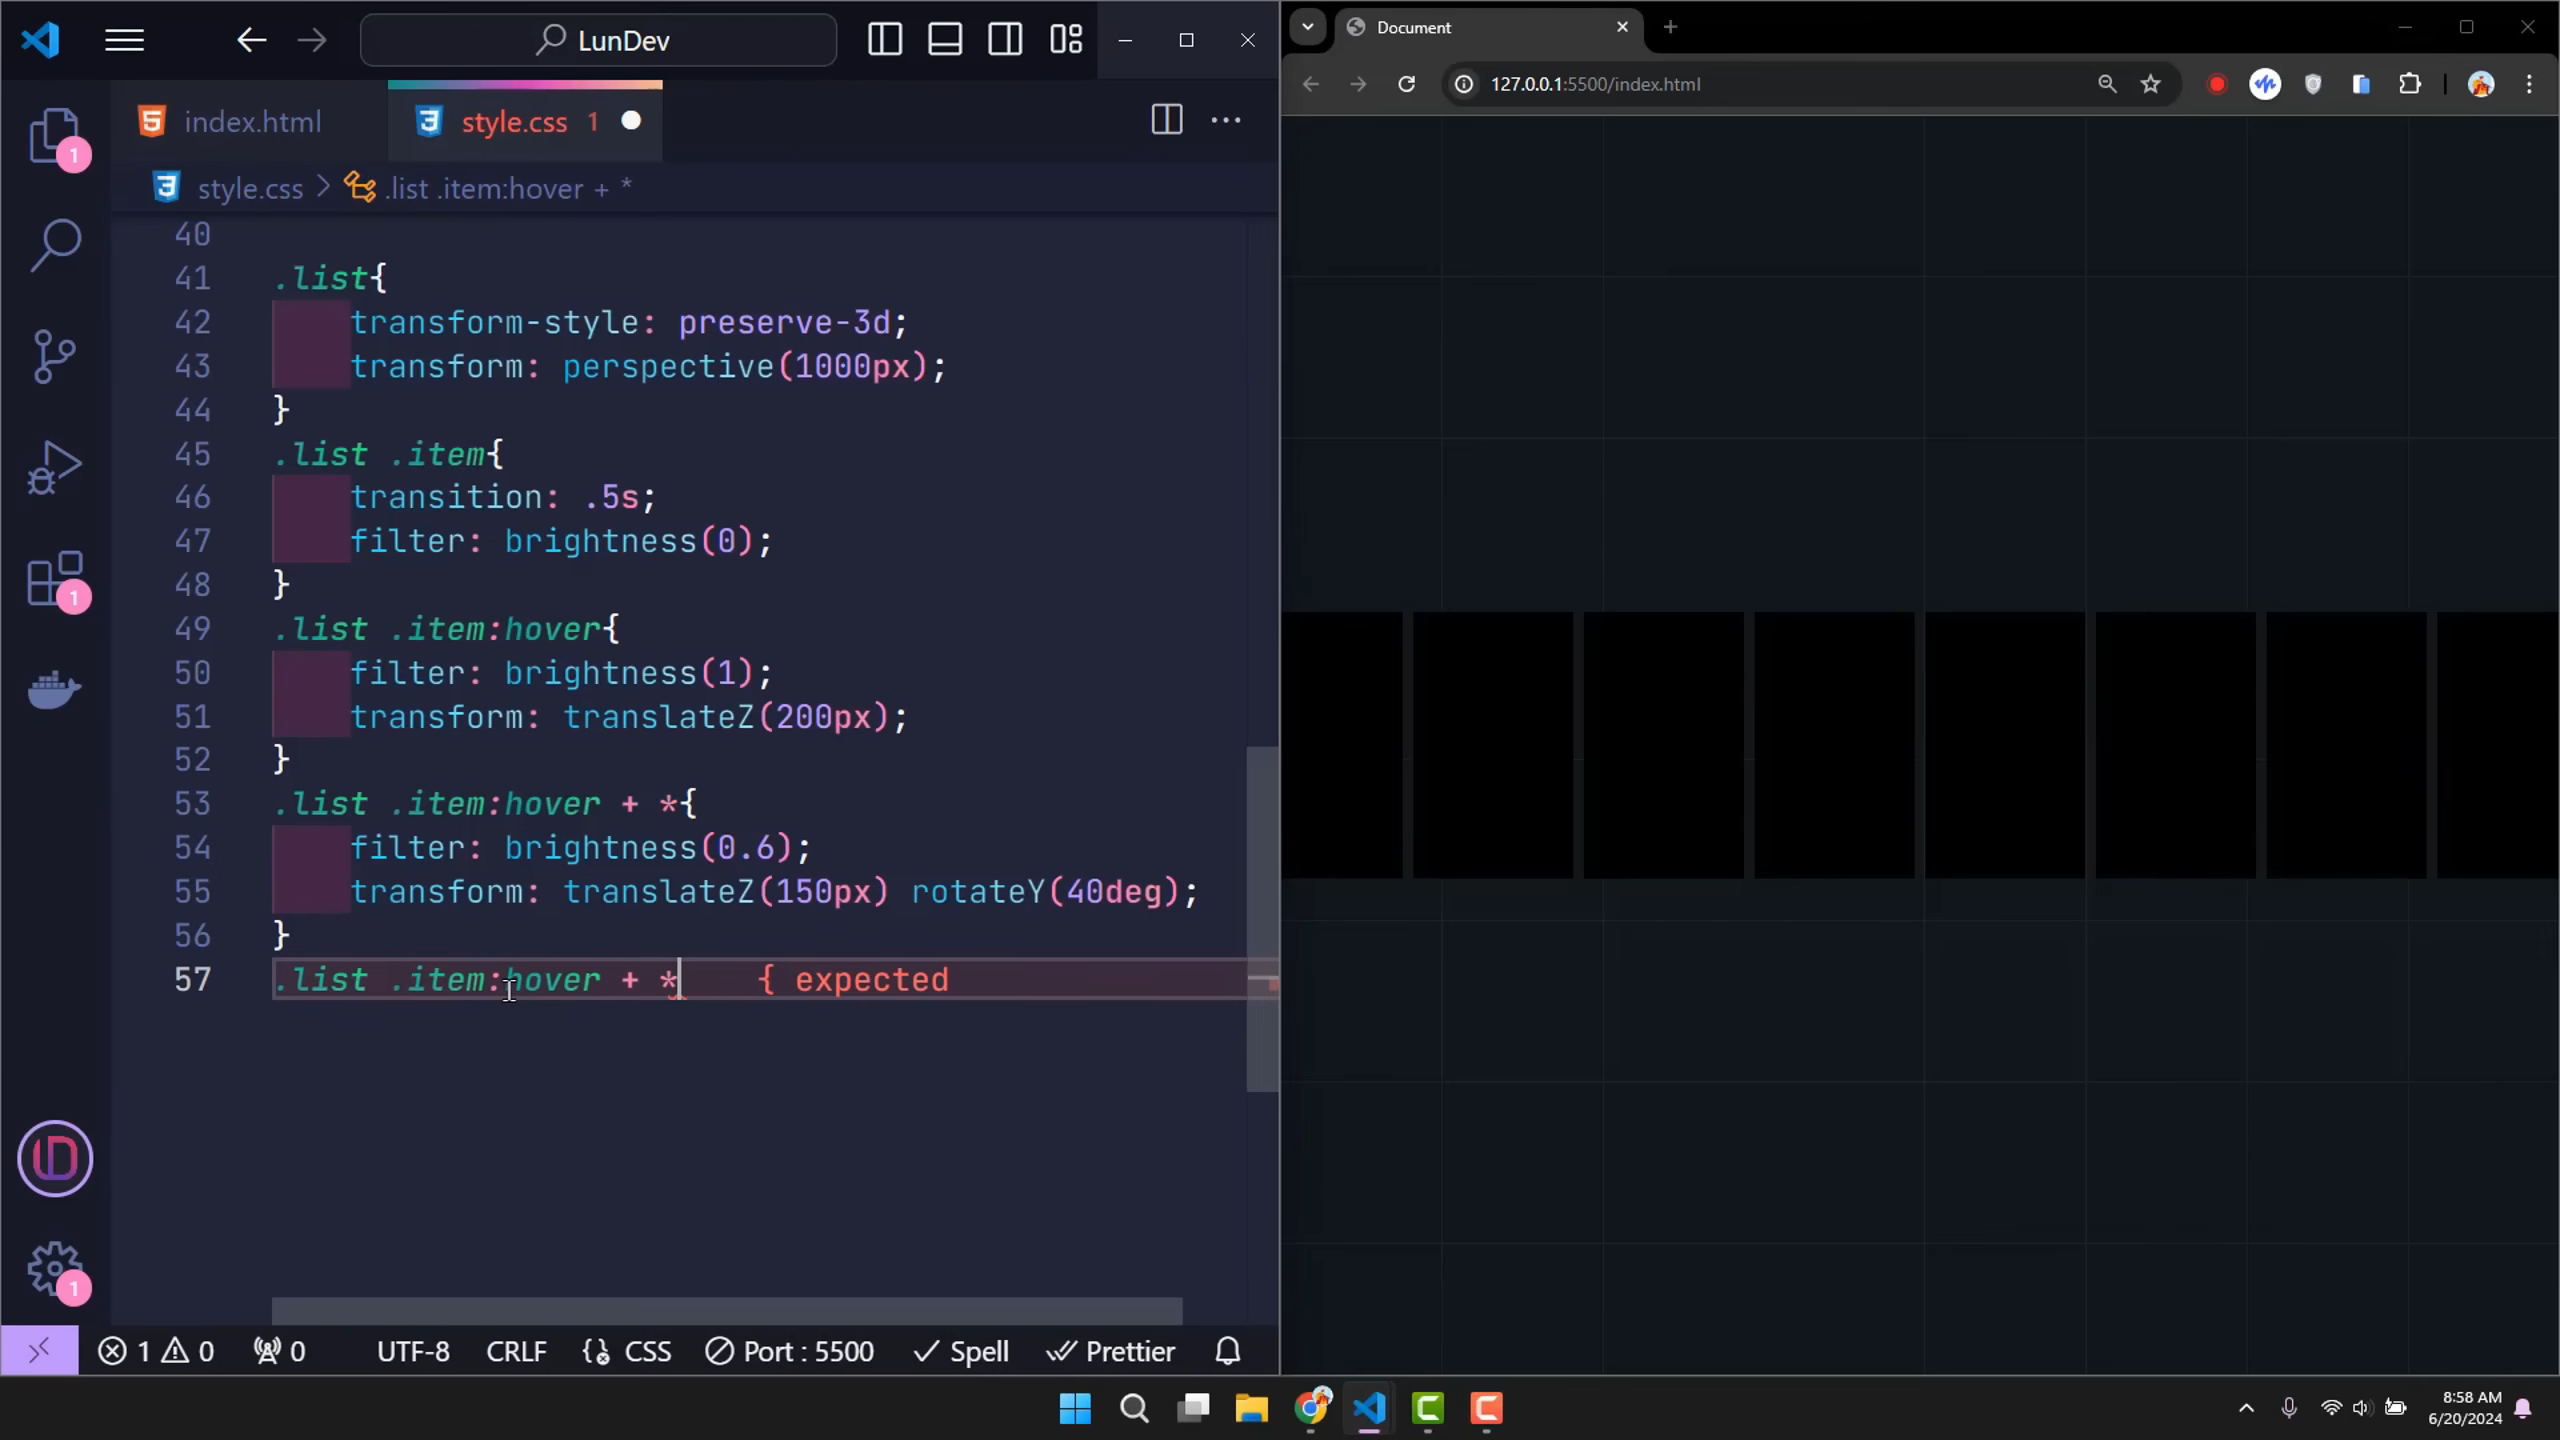 LunDev
index.html
style.css 1
style.css > .list .item:hover + *
40
41 .list{
42 transform-style: preserve-3d;
43 transform: perspective(1000px);
44 }
45 .list .item{
46 transition: .5s;
47 filter: brightness(0);
48 }
49 .list .item:hover{
50 filter: brightness(1);
51 transform: translateZ(200px);
52 }
53 .list .item:hover + *{
54 filter: brightness(0.6);
55 transform: translateZ(150px) rotateY(40deg);
56 }
57 .list .item:hover + * { expected
1
1
1
1 0 0 UTF-8 CRLF CSS Port : 5500 Spell Prettier
Document
127.0.0.1:5500/index.html
8:58 AM
6/20/2024